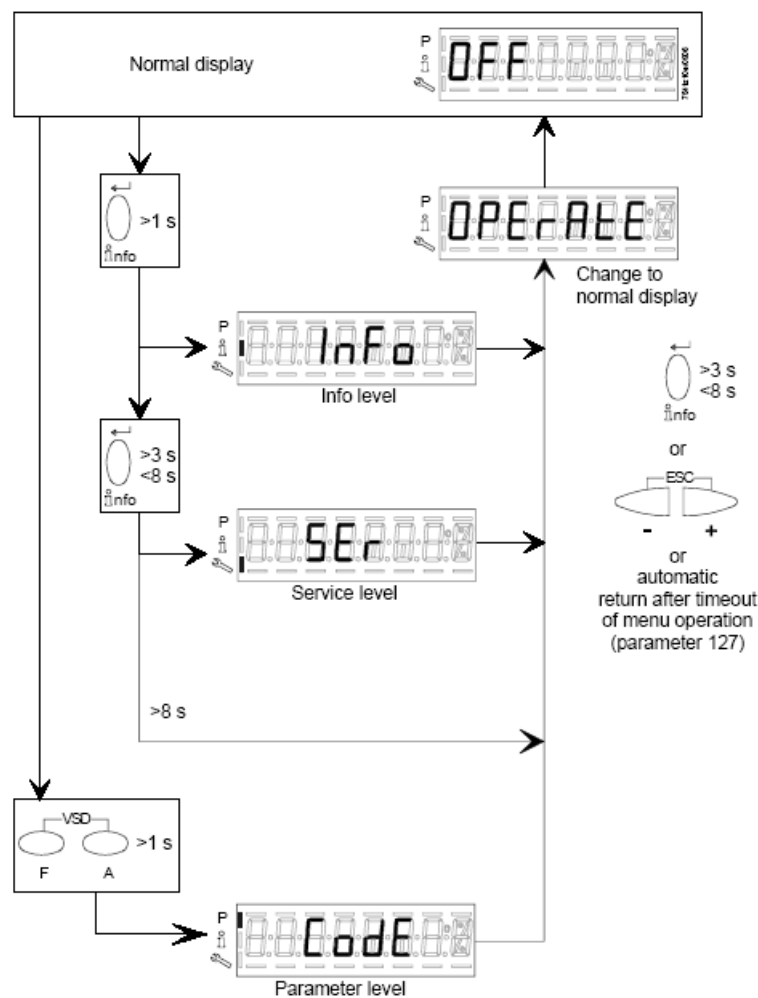 Normal display
P
OFF
>1 s
info
P
OPErAtE
Change to
normal display
P
InFo
Info level
>3 s
<8 s
info
>3 s
<8 s
info
or
ESC
- +
or
automatic
return after timeout
of menu operation
(parameter 127)
P
SEr
Service level
>8 s
VSD
>1 s
F A
P
CodE
Parameter level